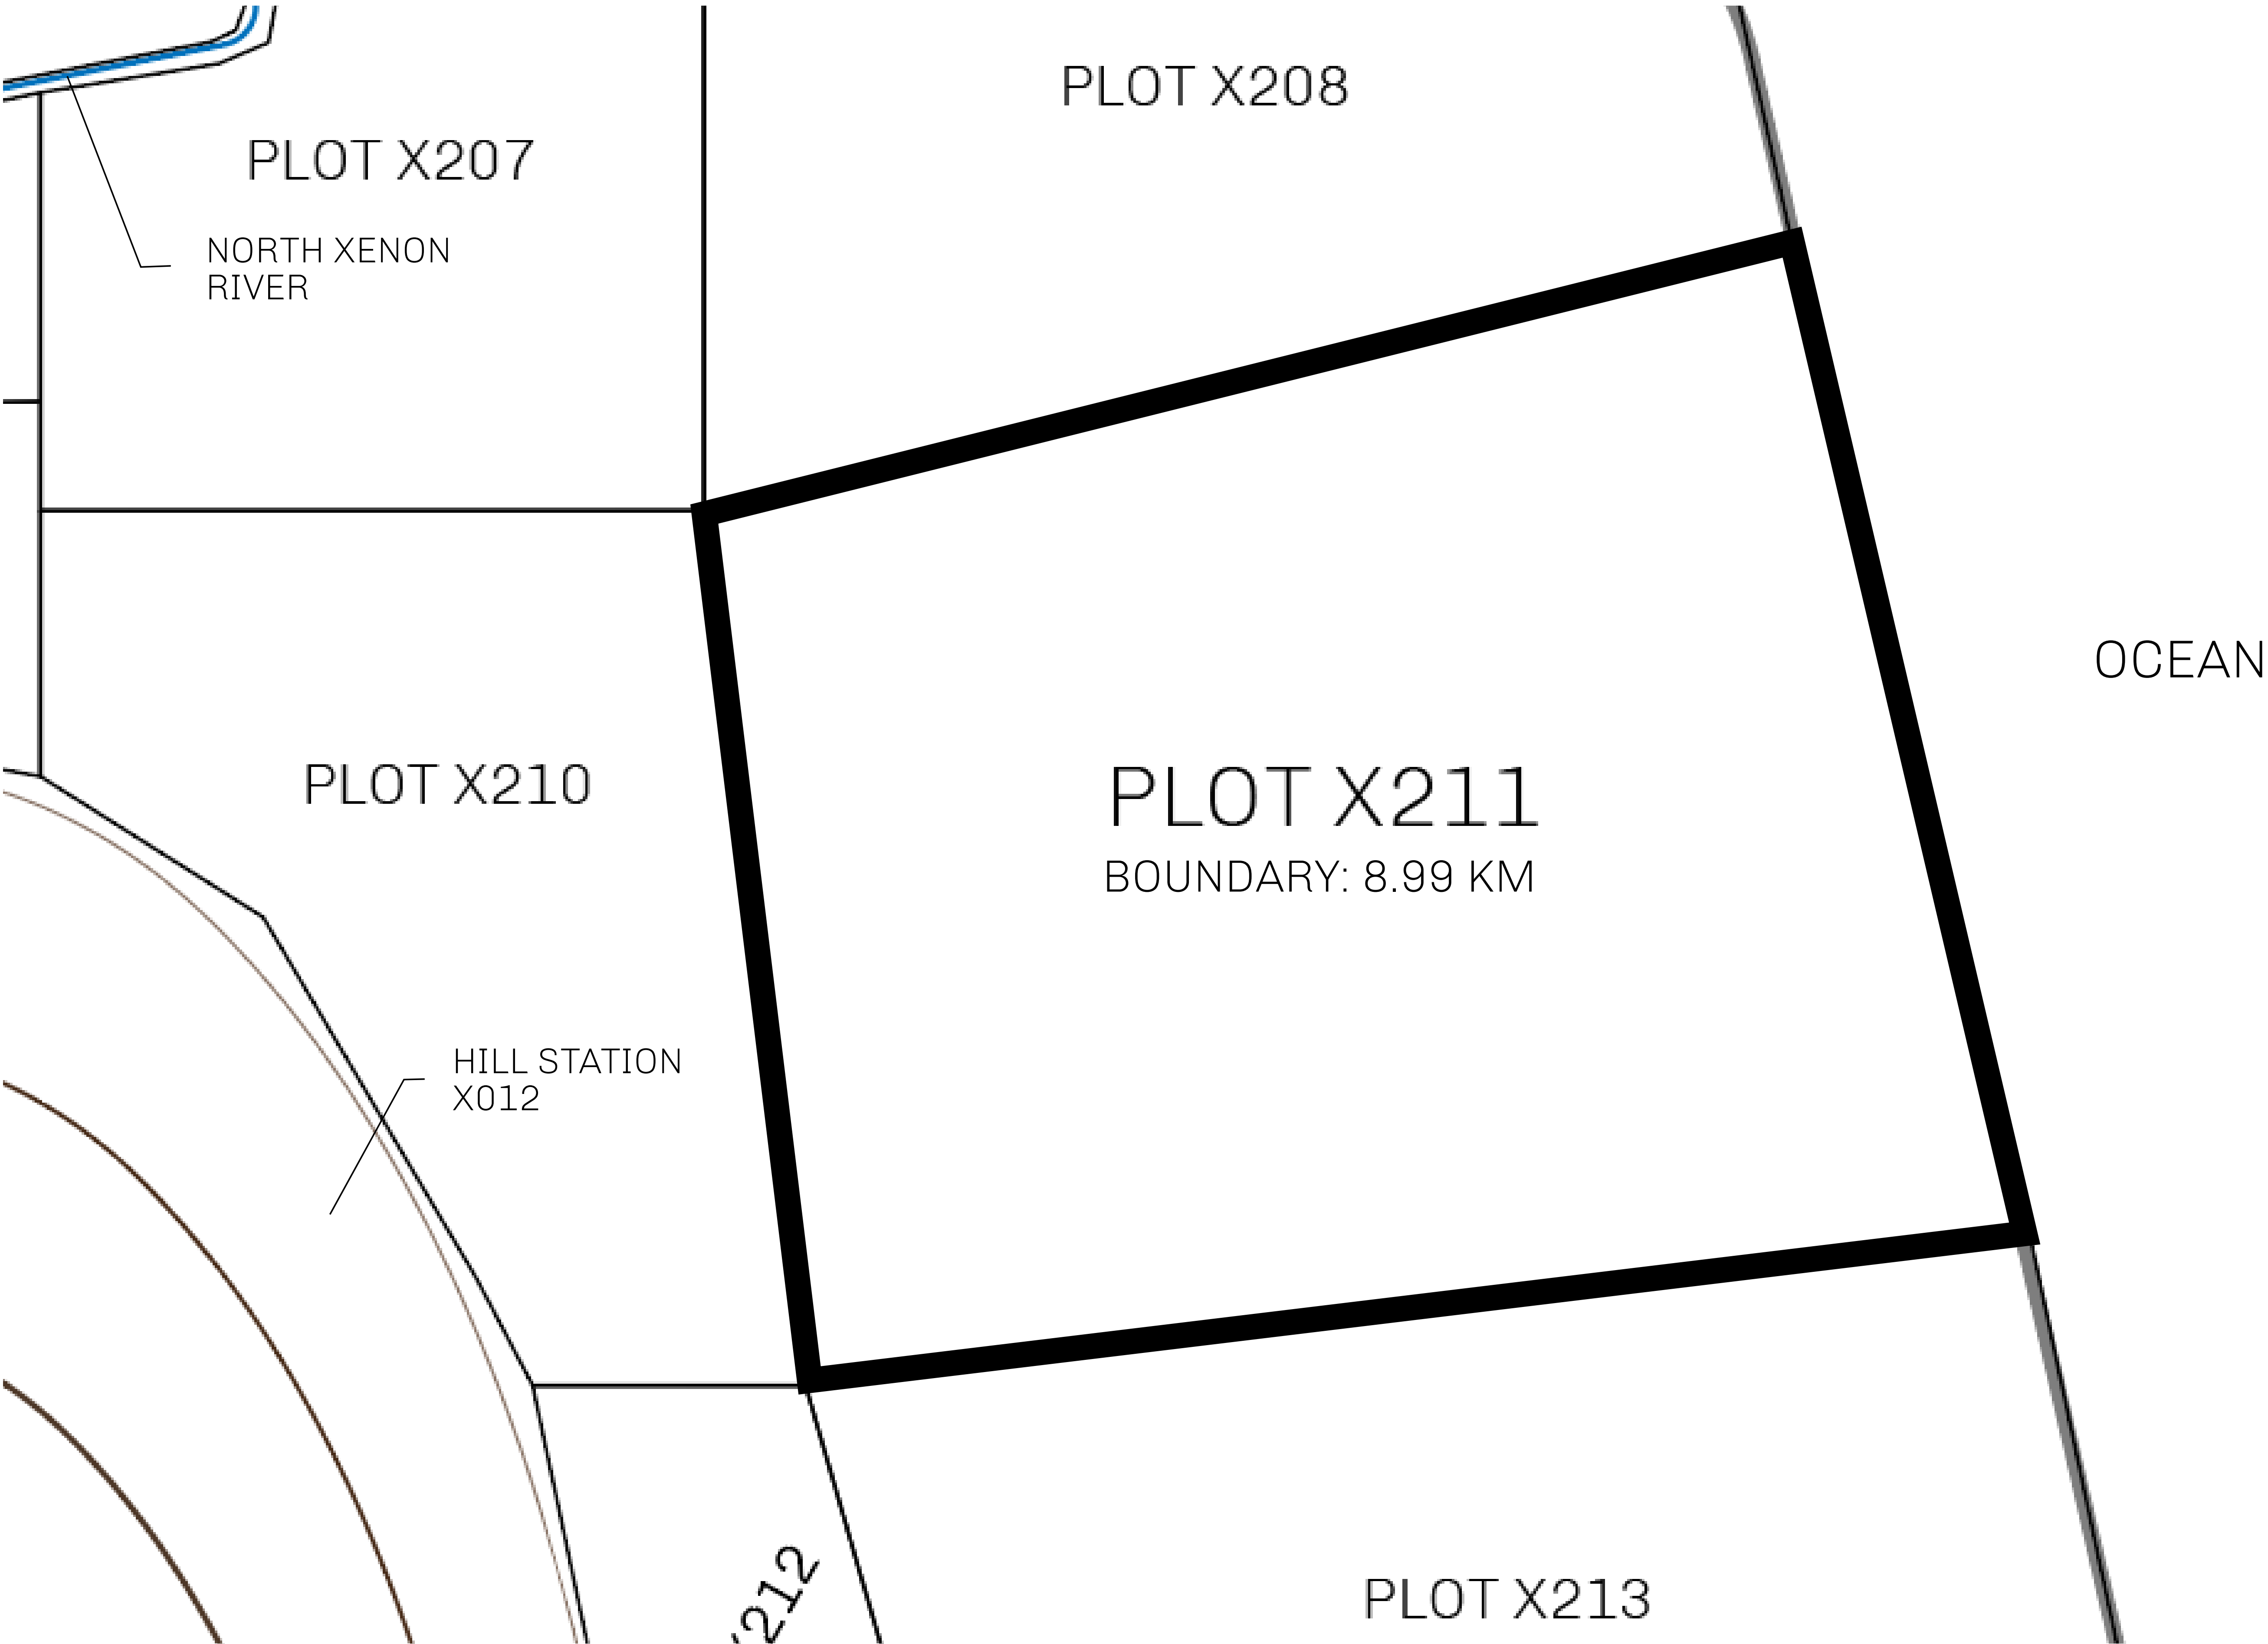 PLOT X208
PLOT X207
NORTH XENON
RIVER
OCEAN
PLOT X210
PLOT X211
BOUNDARY: 8.99 KM
HILL STATION
X012
PLOT X213